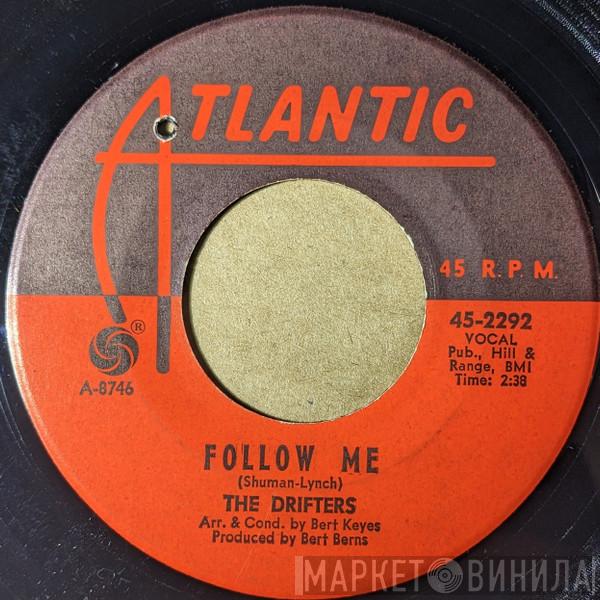 ATLANTIC
45 R.P.M.
®
A-8746
45-2292
VOCAL
Pub., Hill &
Range, BMI
Time: 2:38
FOLLOW ME
(Shuman-Lynch)
THE DRIFTERS
Arr. & Cond. by Bert Keyes
Produced by Bert Berns
МАРКЕТ ВИНИЛА